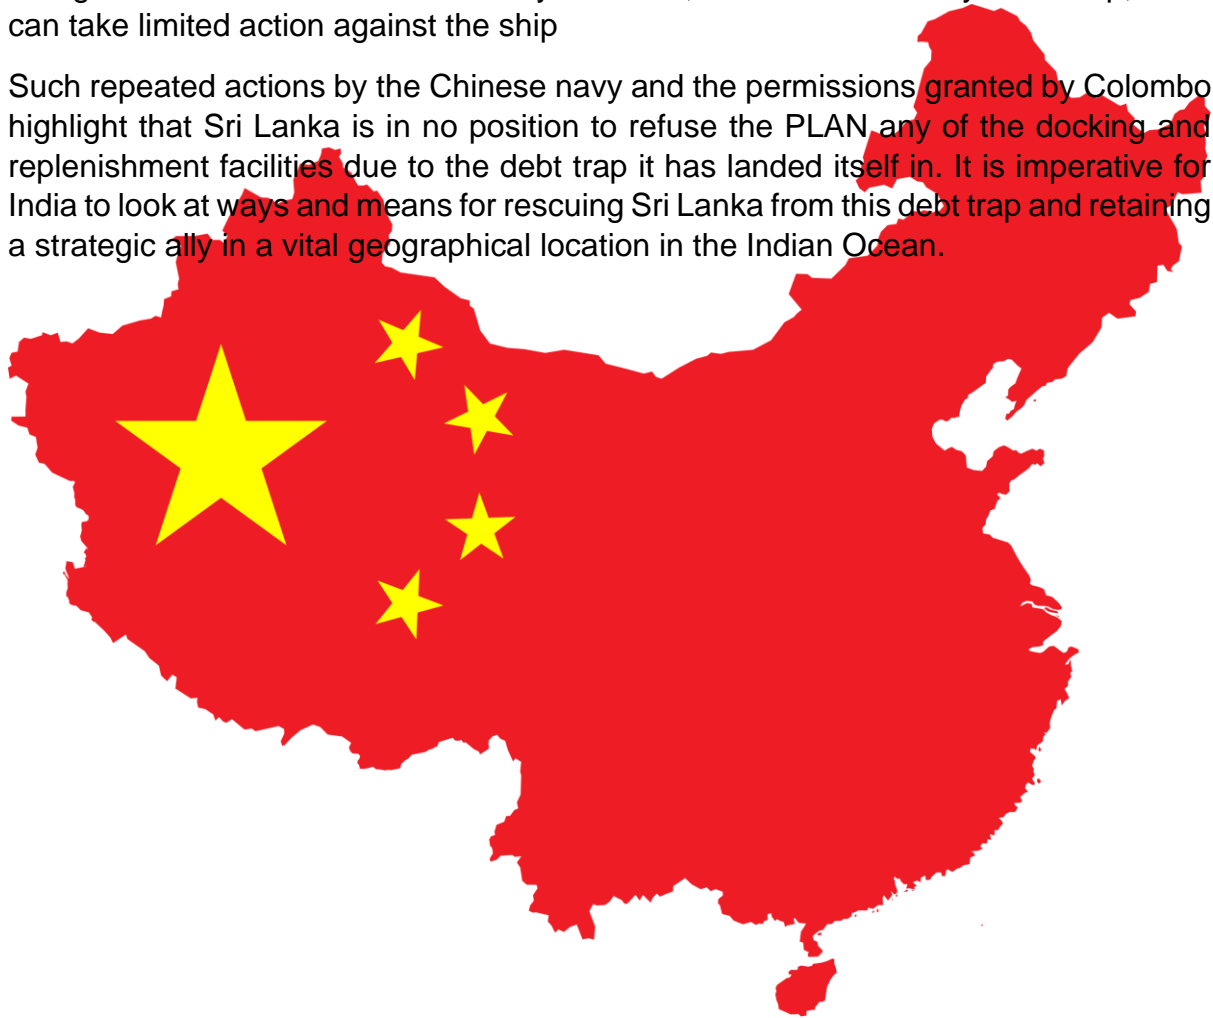 can take limited action against the ship
Such repeated actions by the Chinese navy and the permissions granted by Colombo
highlight that Sri Lanka is in no position to refuse the PLAN any of the docking and
replenishment facilities due to the debt trap it has landed itself in. It is imperative for
India to look at ways and means for rescuing Sri Lanka from this debt trap and retaining
a strategic ally in a vital geographical location in the Indian Ocean.